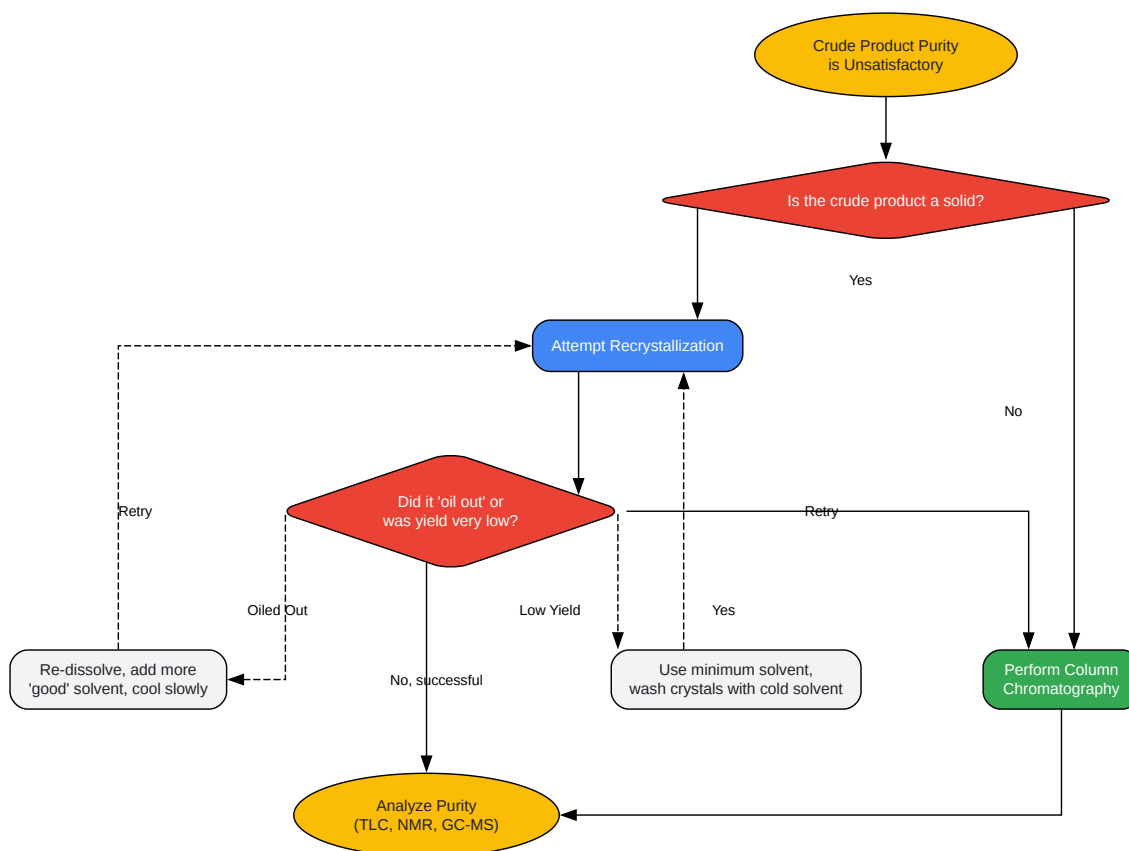 Crude Product Purity
is Unsatisfactory
Is the crude product a solid?
Yes
Attempt Recrystallization
No
Did it 'oil out' or
was yield very low?
Retry
Retry
Oiled Out
Low Yield
Yes
Re-dissolve, add more
'good' solvent, cool slowly
No, successful
Use minimum solvent,
wash crystals with cold solvent
Perform Column
Chromatography
Analyze Purity
(TLC, NMR, GC-MS)